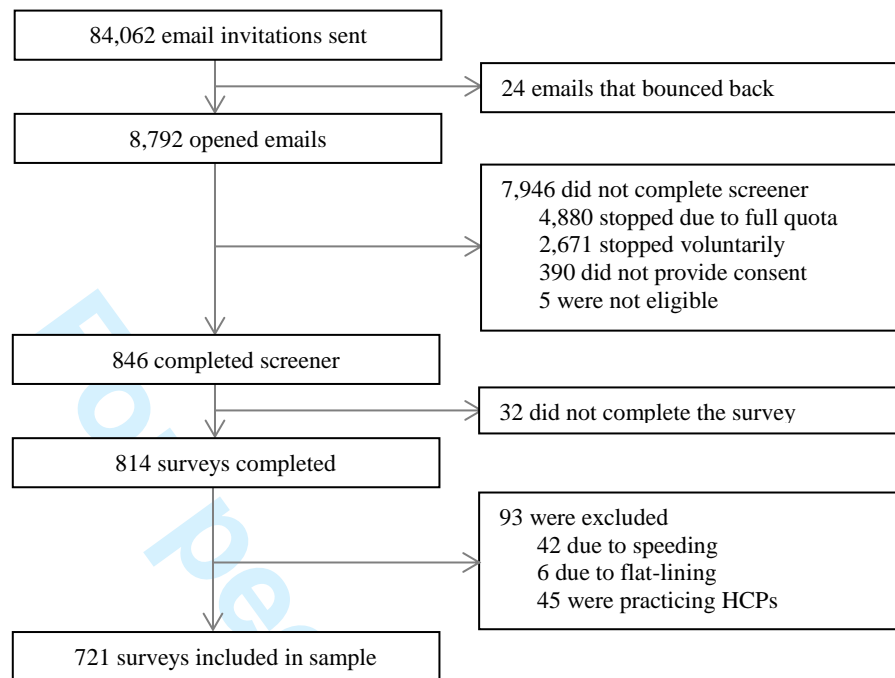 84,062 email invitations sent
24 emails that bounced back
8,792 opened emails
7,946 did not complete screener
4,880 stopped due to full quota
2,671 stopped voluntarily
390 did not provide consent
5 were not eligible
846 completed screener
32 did not complete the survey
814 surveys completed
93 were excluded
42 due to speeding
6 due to flat-lining
45 were practicing HCPs
721 surveys included in sample
For pee